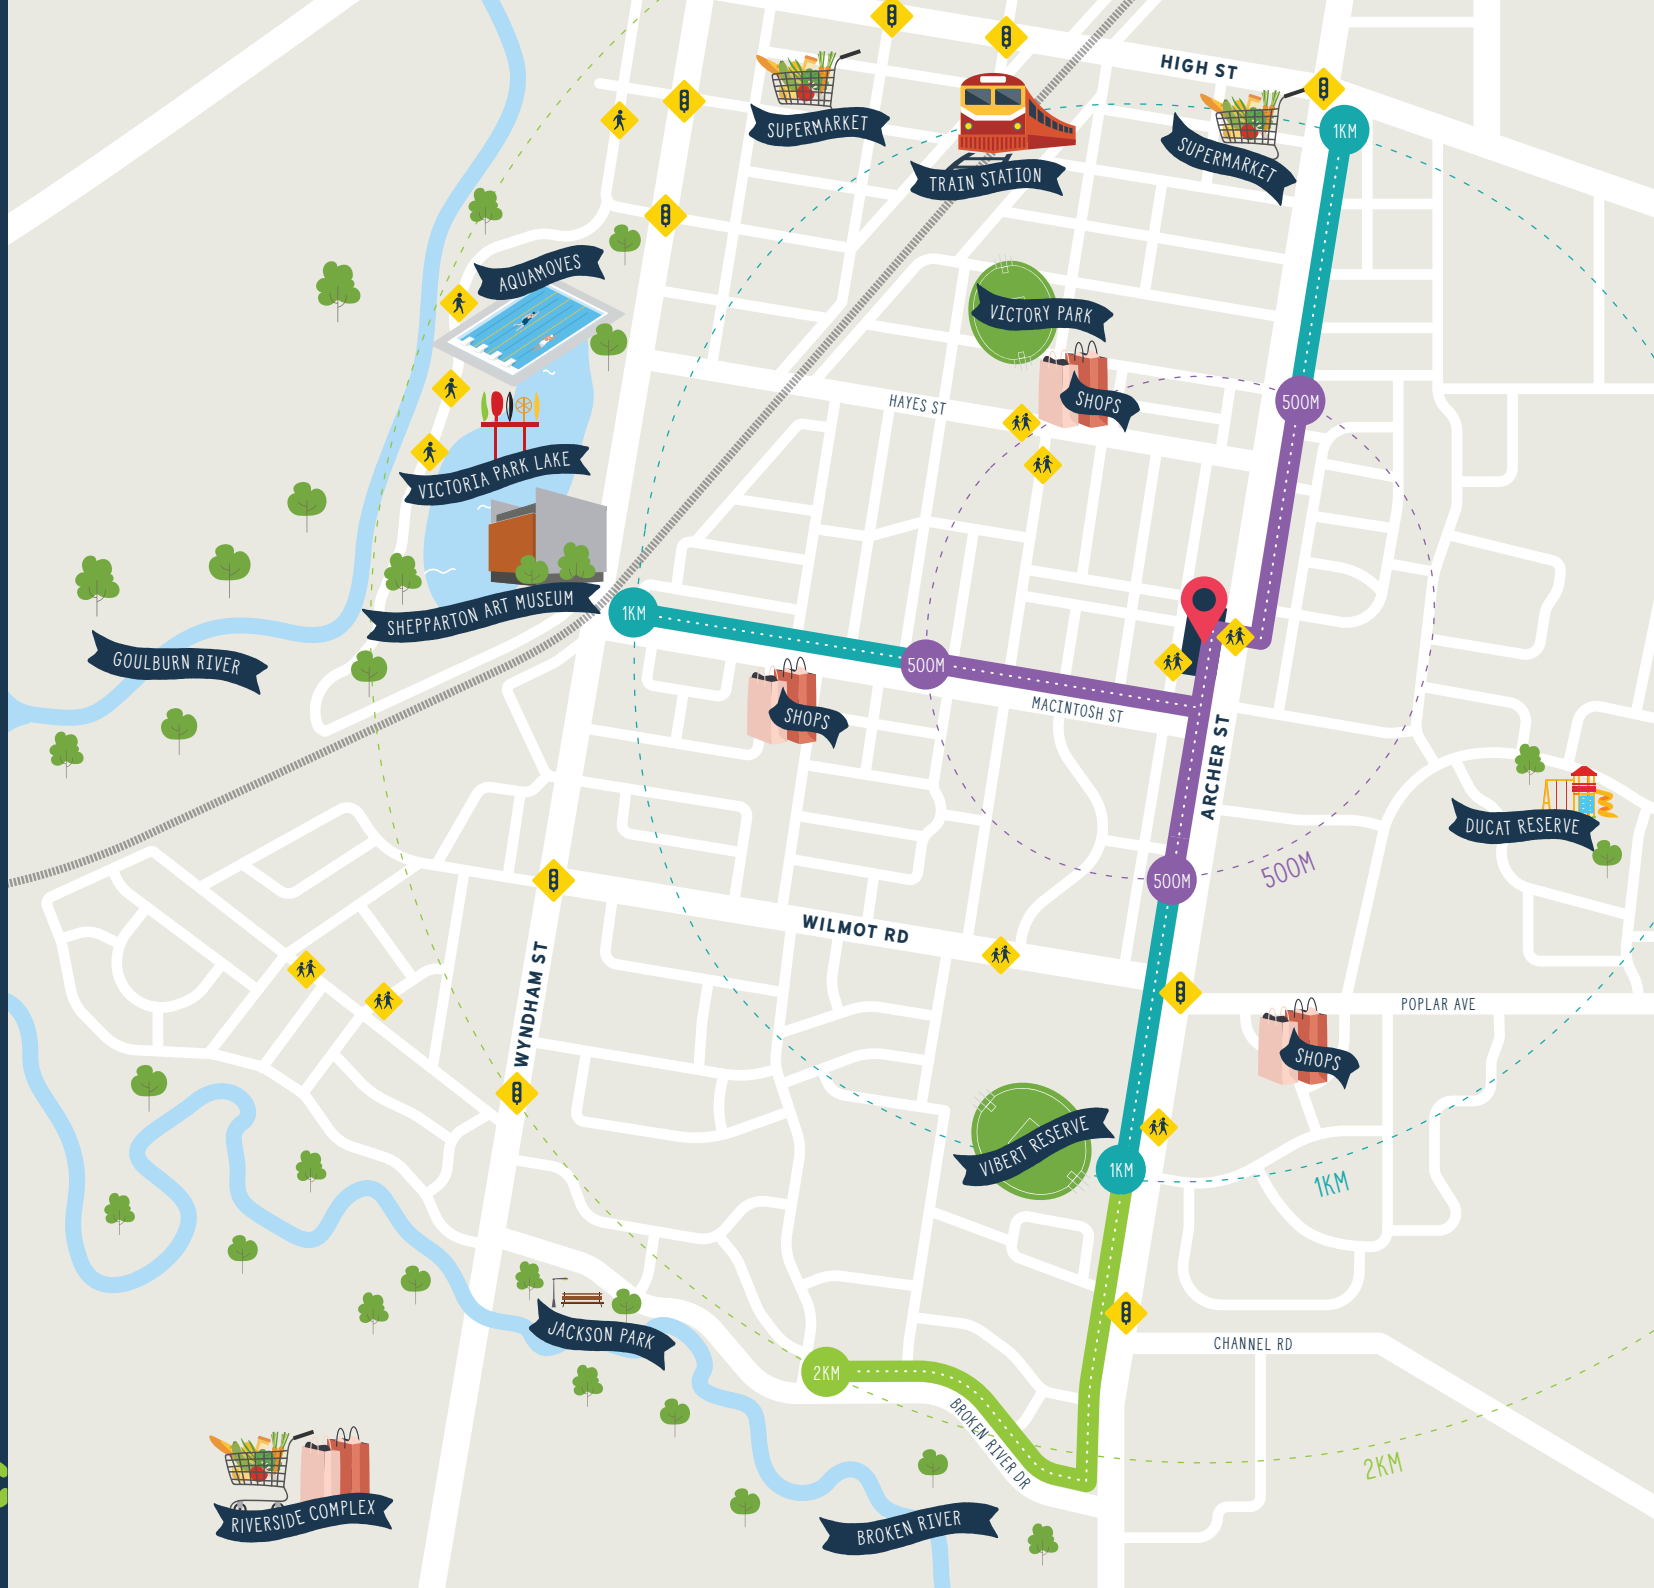 HIGH ST
SUPERMARKET
1KM
SUPERMARKET
TRAIN STATION
AQUAMOVES
VICTORY PARK
SHOPS
HAYES ST
500M
VICTORIA PARK LAKE
SHEPPARTON ART MUSEUM
1KM
GOULBURN RIVER
500M
SHOPS
MACINTOSH ST
ARCHER ST
DUCAT RESERVE
500M
500M
WILMOT RD
WYNDHAM ST
POPLAR AVE
SHOPS
VIBERT RESERVE
1KM
1KM
JACKSON PARK
CHANNEL RD
2KM
BROKEN RIVER DR
2KM
RIVERSIDE COMPLEX
BROKEN RIVER